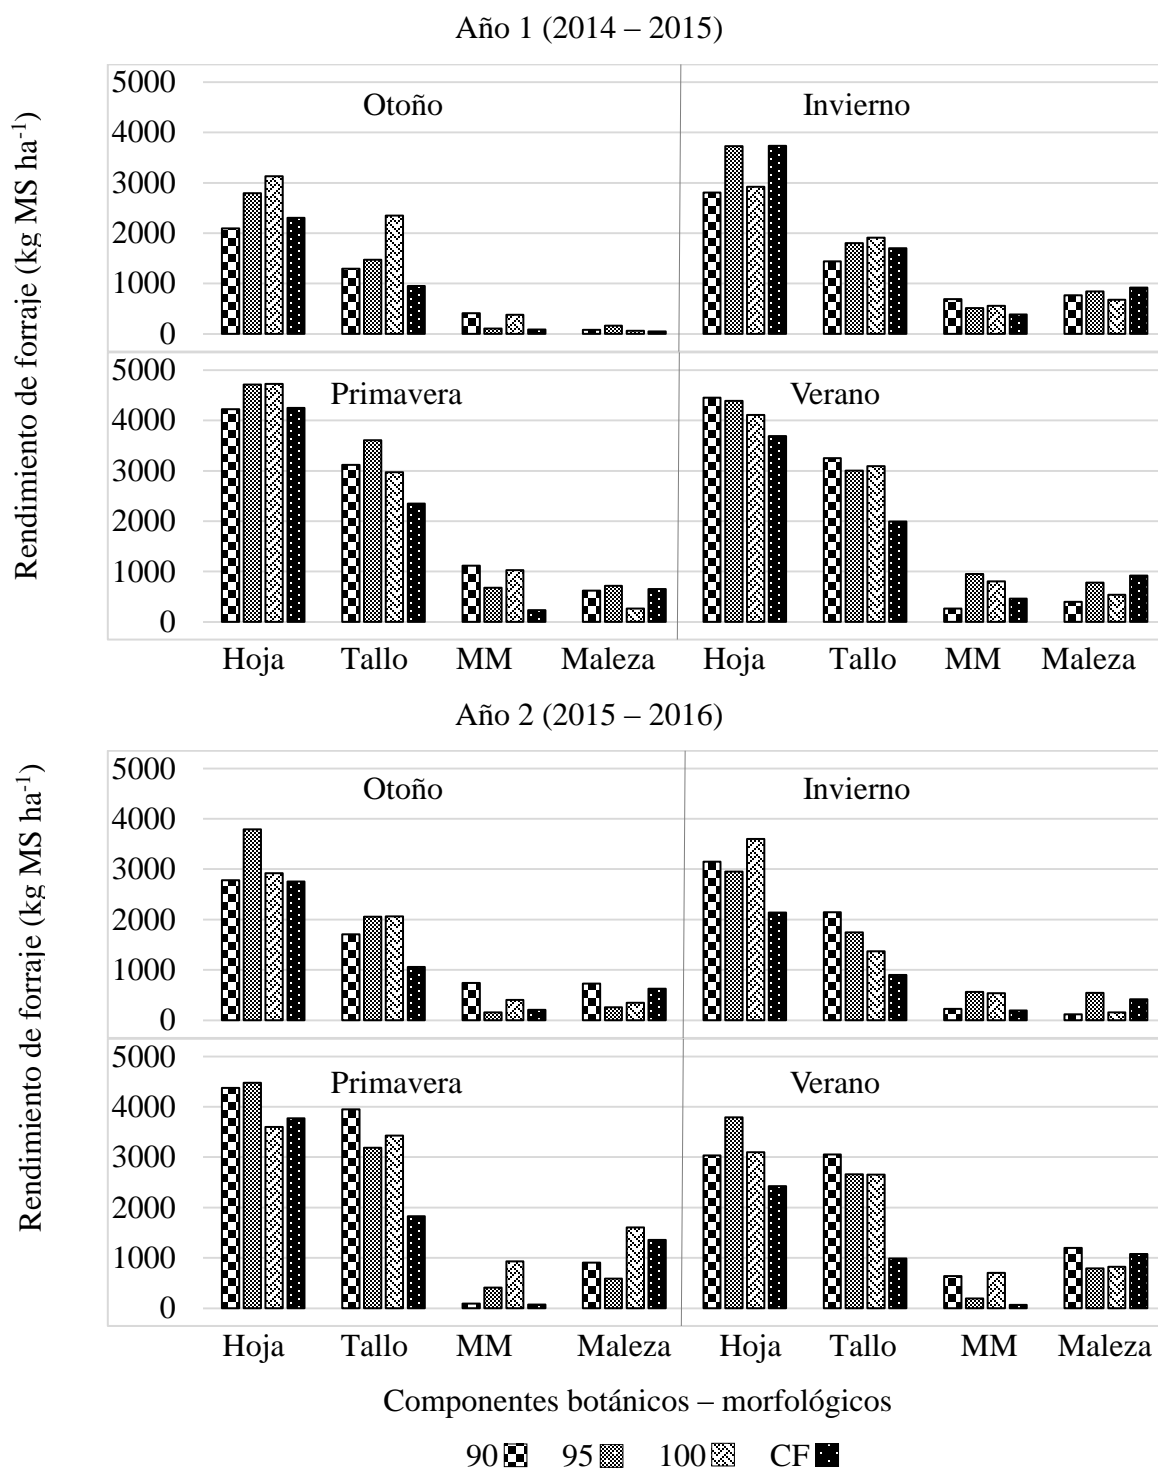 Año 1 (2014 – 2015)
Rendimiento de forraje (kg MS ha⁻¹)
5000
4000
3000
2000
1000
0
Otoño
Invierno
5000
4000
3000
2000
1000
0
Primavera
Verano
Hoja Tallo MM Maleza Hoja Tallo MM Maleza
Año 2 (2015 – 2016)
Rendimiento de forraje (kg MS ha⁻¹)
5000
4000
3000
2000
1000
0
Otoño
Invierno
5000
4000
3000
2000
1000
0
Primavera
Verano
Hoja Tallo MM Maleza Hoja Tallo MM Maleza
Componentes botánicos – morfológicos
90 95 100 CF